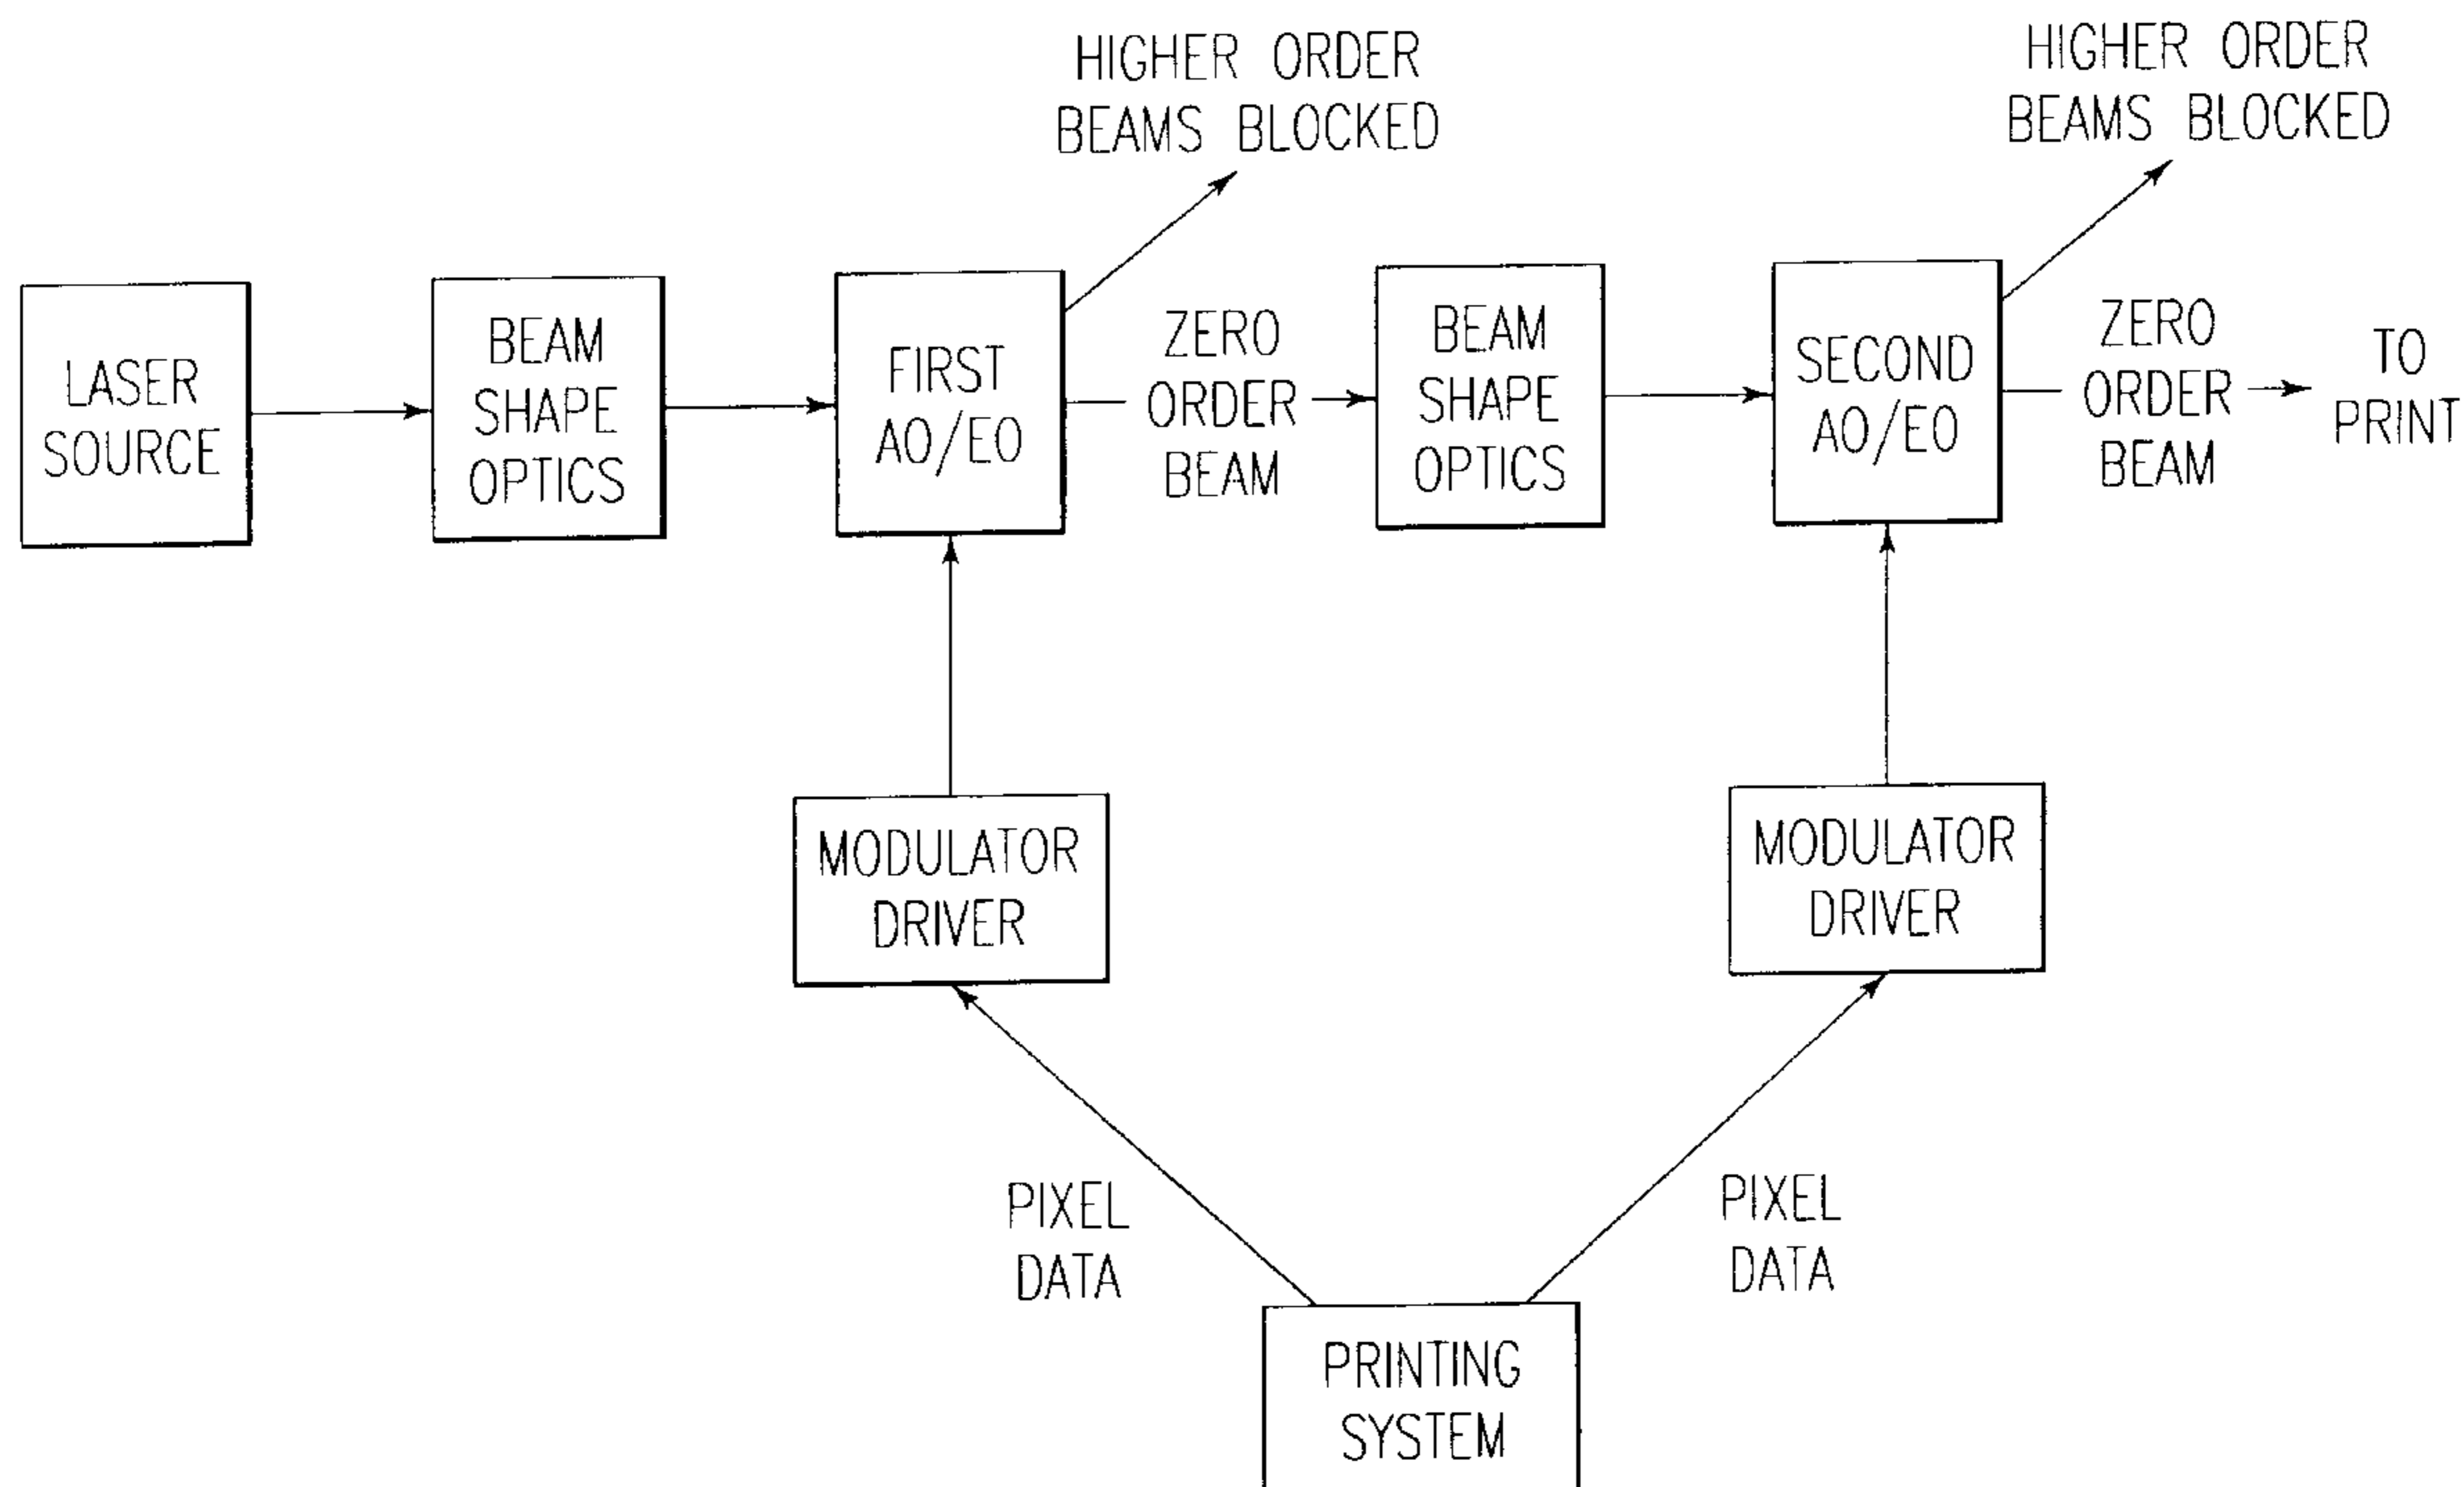 HIGHER ORDER
BEAMS BLOCKED
HIGHER ORDER
BEAMS BLOCKED
LASER
SOURCE
BEAM
SHAPE
OPTICS
FIRST
AO/EO
ZERO
ORDER
BEAM
BEAM
SHAPE
OPTICS
SECOND
AO/EO
ZERO
ORDER
BEAM
TO
PRINT
MODULATOR
DRIVER
MODULATOR
DRIVER
PIXEL
DATA
PIXEL
DATA
PRINTING
SYSTEM